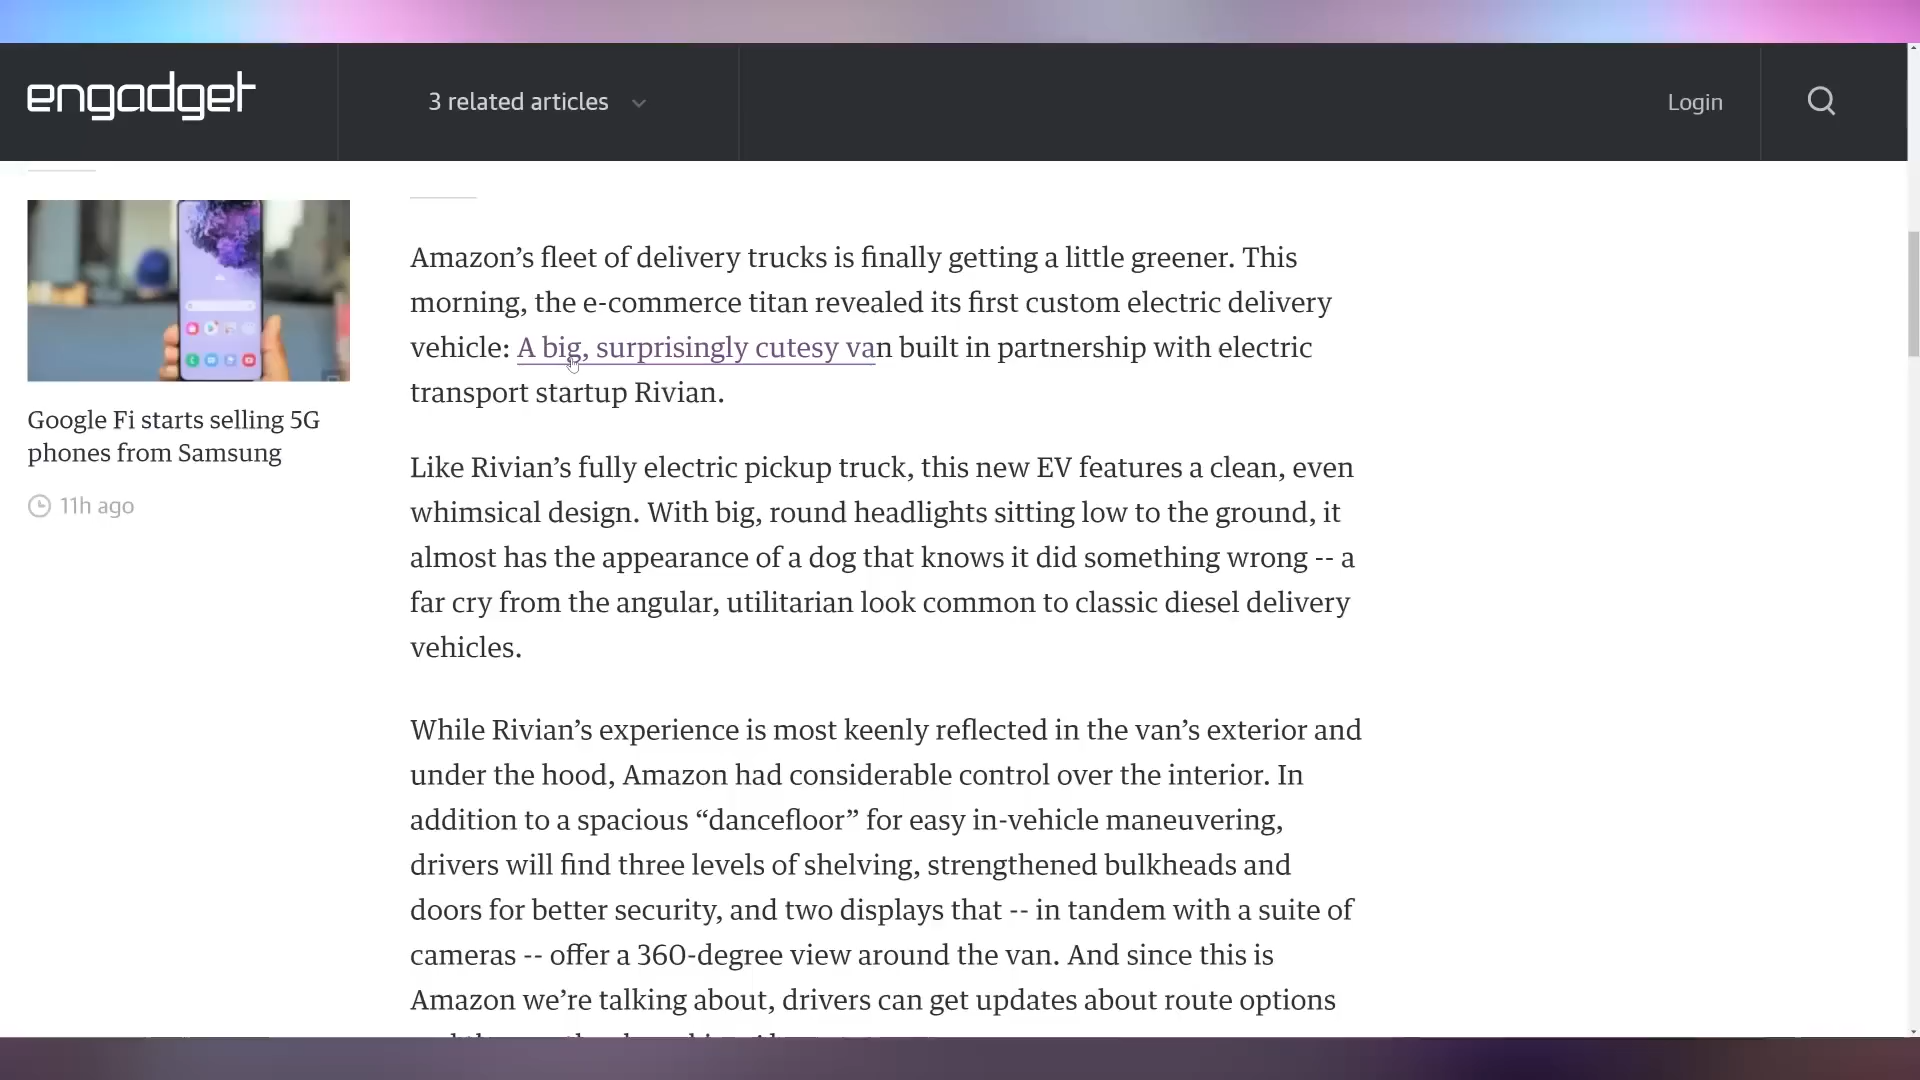 engadget
3 related articles
Login
Google Fi starts selling 5G
phones from Samsung
11h ago
Amazon’s fleet of delivery trucks is finally getting a little greener. This
morning, the e-commerce titan revealed its first custom electric delivery
vehicle: A big, surprisingly cutesy van built in partnership with electric
transport startup Rivian.
Like Rivian’s fully electric pickup truck, this new EV features a clean, even
whimsical design. With big, round headlights sitting low to the ground, it
almost has the appearance of a dog that knows it did something wrong -- a
far cry from the angular, utilitarian look common to classic diesel delivery
vehicles.
While Rivian’s experience is most keenly reflected in the van’s exterior and
under the hood, Amazon had considerable control over the interior. In
addition to a spacious “dancefloor” for easy in-vehicle maneuvering,
drivers will find three levels of shelving, strengthened bulkheads and
doors for better security, and two displays that -- in tandem with a suite of
cameras -- offer a 360-degree view around the van. And since this is
Amazon we’re talking about, drivers can get updates about route options